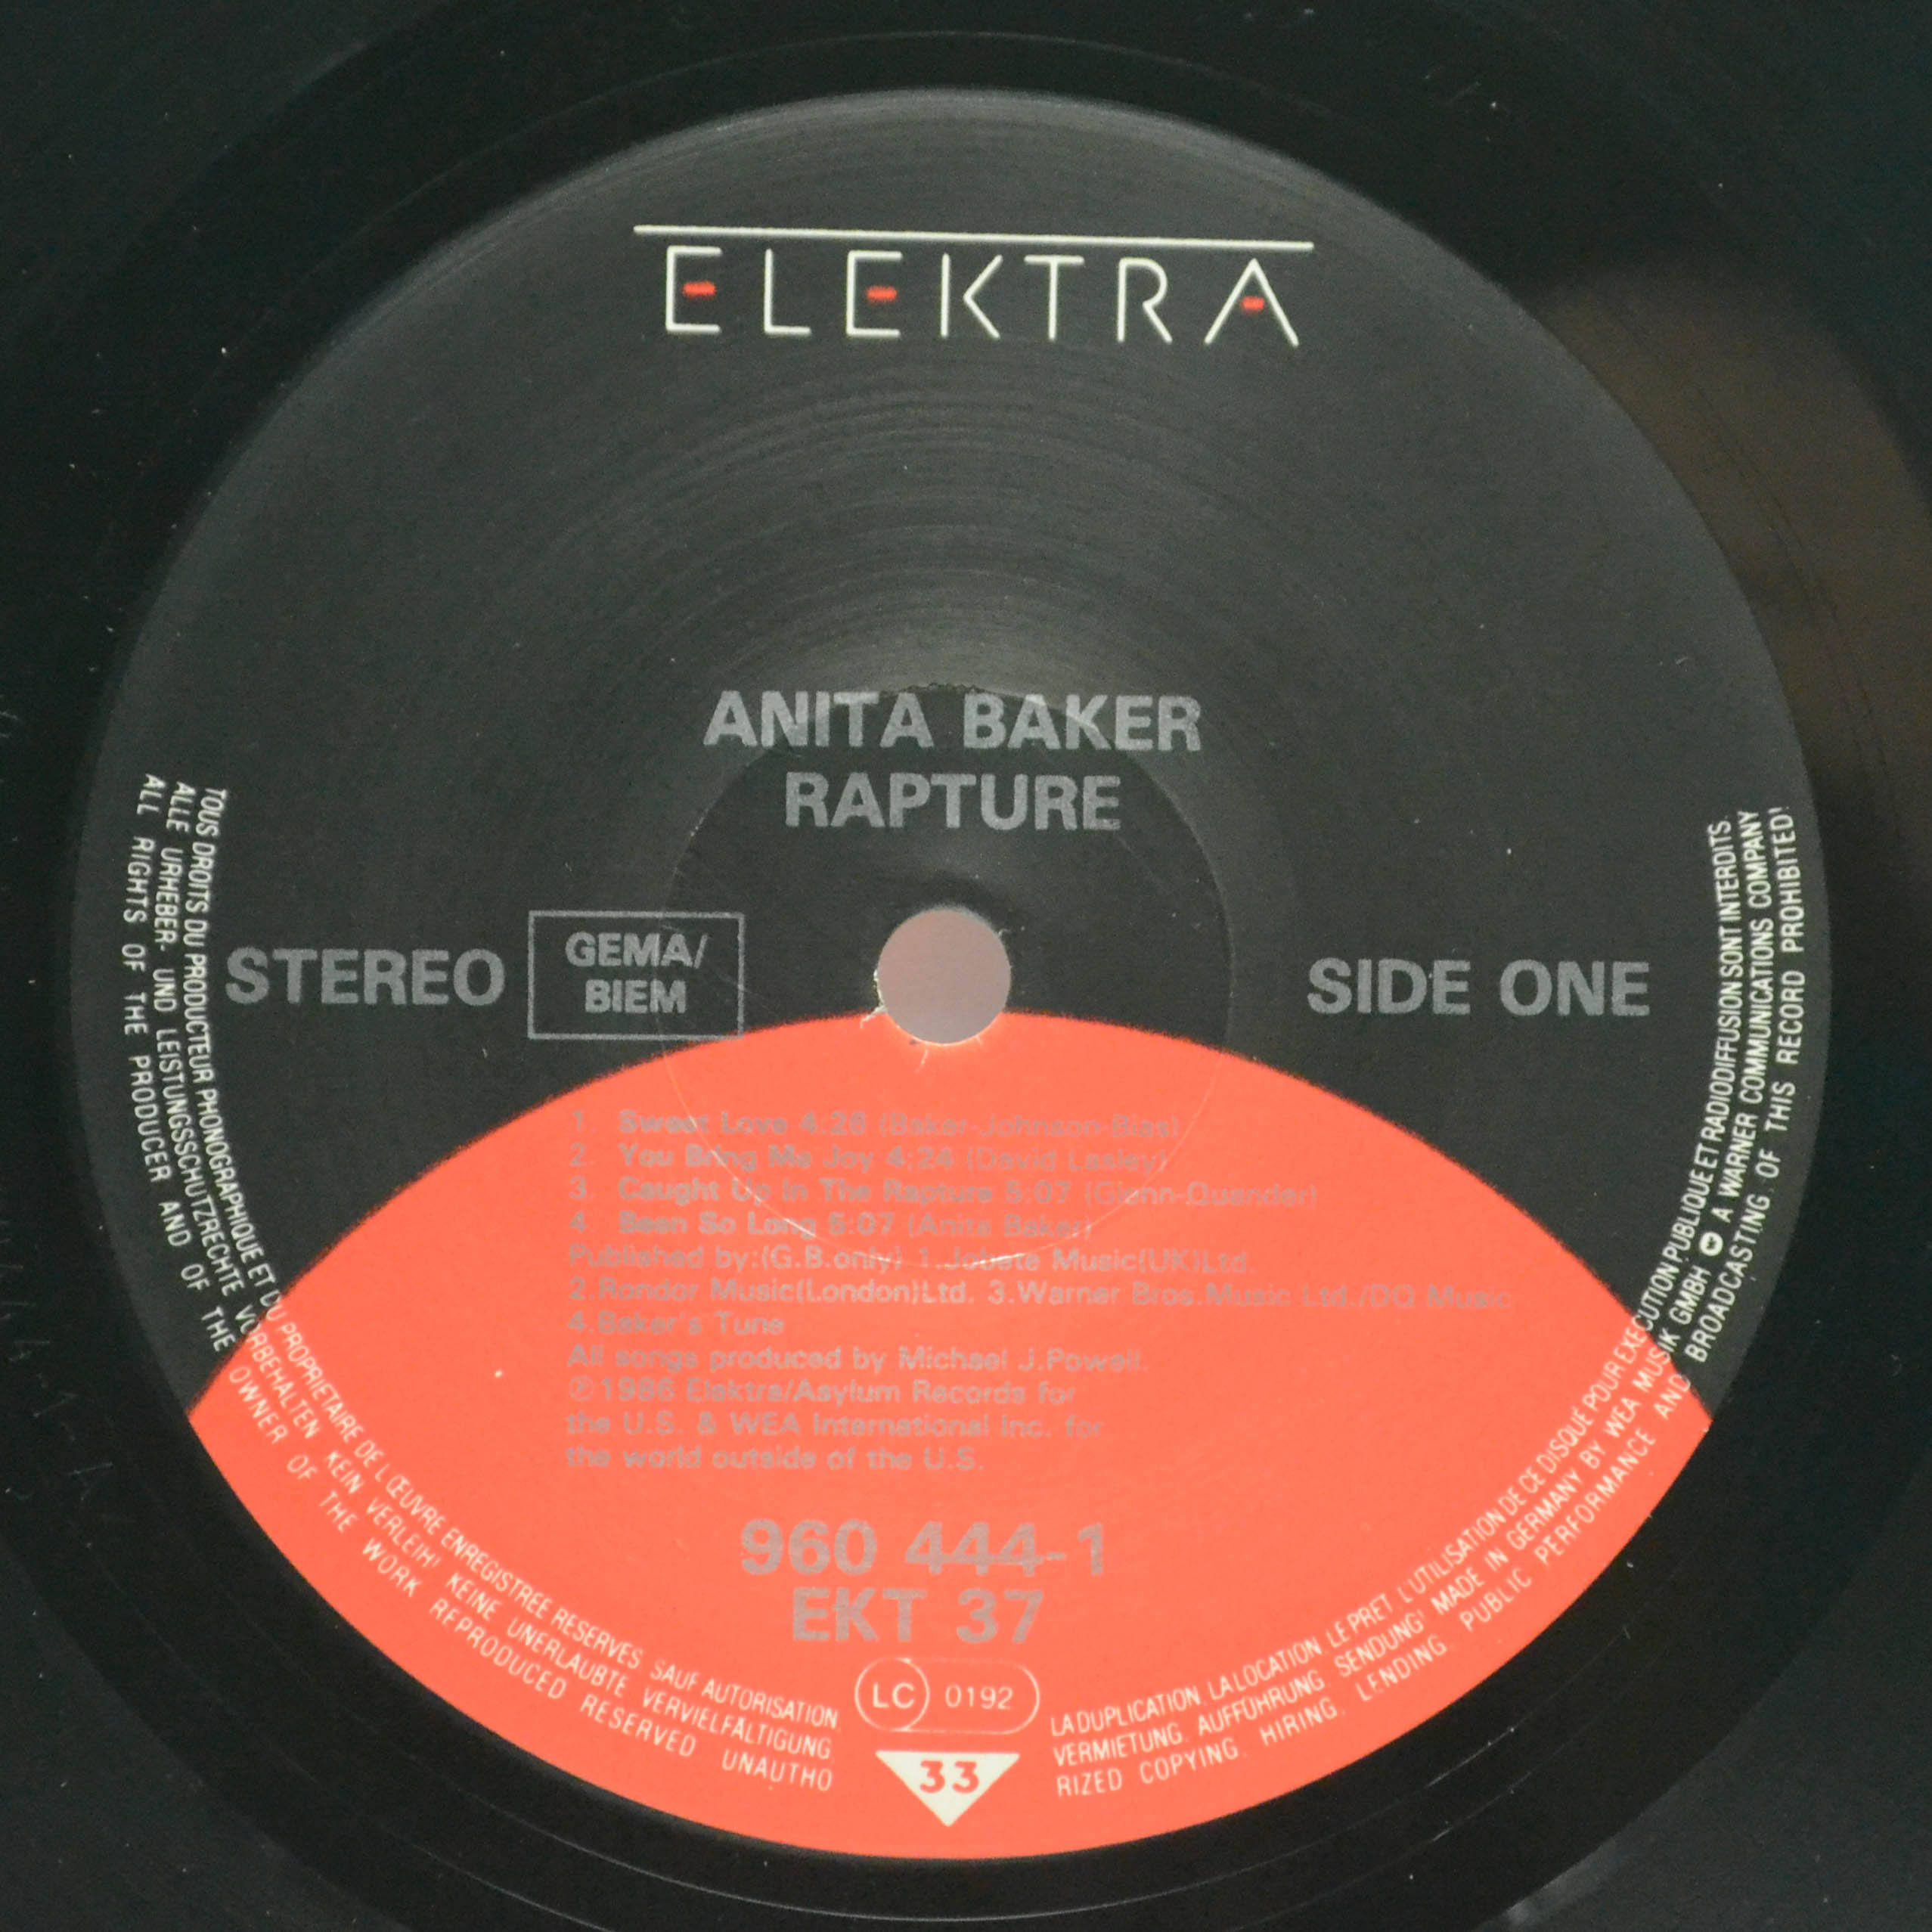 ELEKTRA
ANITA BAKER
RAPTURE
STEREO
GEMA/
BIEM
SIDE ONE
1. Sweet Love 4:26 (Baker-Johnson-Bias)
2. You Bring Me Joy 4:24 (David Lasley)
3. Caught Up In The Rapture 5:07 (Glenn-Quander)
4. Been So Long 5:07 (Anita Baker)
Published by:(G.B.only) 1.Jobete Music(UK)Ltd.
2.Rondor Music(London)Ltd. 3.Warner Bros.Music Ltd./DQ Music
4.Baker's Tune
All songs produced by Michael J.Powell.
℗1986 Elektra/Asylum Records for
the U.S. & WEA International Inc. for
the world outside of the U.S.
960 444-1
EKT 37
LC 0192
33
TOUS DROITS DU PRODUCTEUR PHONOGRAPHIQUE ET DU PROPRIETAIRE DE L'ŒUVRE ENREGISTREE RESERVES SAUF AUTORISATION. LA DUPLICATION. LA LOCATION. LE PRET. L'UTILISATION DE CE DISQUE POUR EXECUTION PUBLIQUE ET RADIODIFFUSION SONT INTERDITS.
ALLE URHEBER- UND LEISTUNGSSCHUTZRECHTE VORBEHALTEN KEIN VERLEIH! KEINE UNERLAUBTE VERVIELFÄLTIGUNG. VERMIETUNG. AUFFÜHRUNG. SENDUNG! MADE IN GERMANY BY WEA MUSIK GMBH A WARNER COMMUNICATIONS COMPANY
ALL RIGHTS OF THE PRODUCER AND OF THE OWNER OF THE WORK REPRODUCED RESERVED UNAUTHORIZED COPYING. HIRING. LENDING PUBLIC PERFORMANCE AND BROADCASTING OF THIS RECORD PROHIBITED!